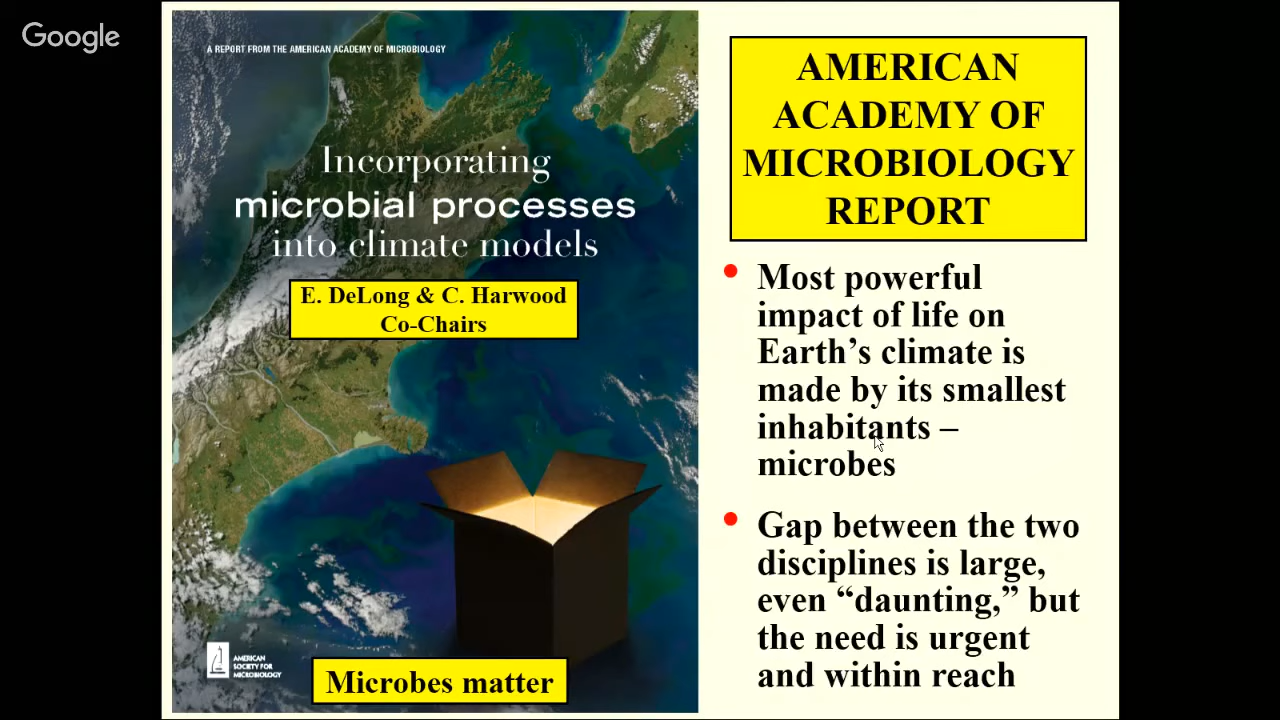 Google
A REPORT FROM THE AMERICAN ACADEMY OF MICROBIOLOGY
Incorporating
microbial processes
into climate models
E. DeLong & C. Harwood
Co-Chairs
AMERICAN
SOCIETY FOR
MICROBIOLOGY
Microbes matter
AMERICAN
ACADEMY OF
MICROBIOLOGY
REPORT
• Most powerful
impact of life on
Earth’s climate is
made by its smallest
inhabitants –
microbes
• Gap between the two
disciplines is large,
even “daunting,” but
the need is urgent
and within reach